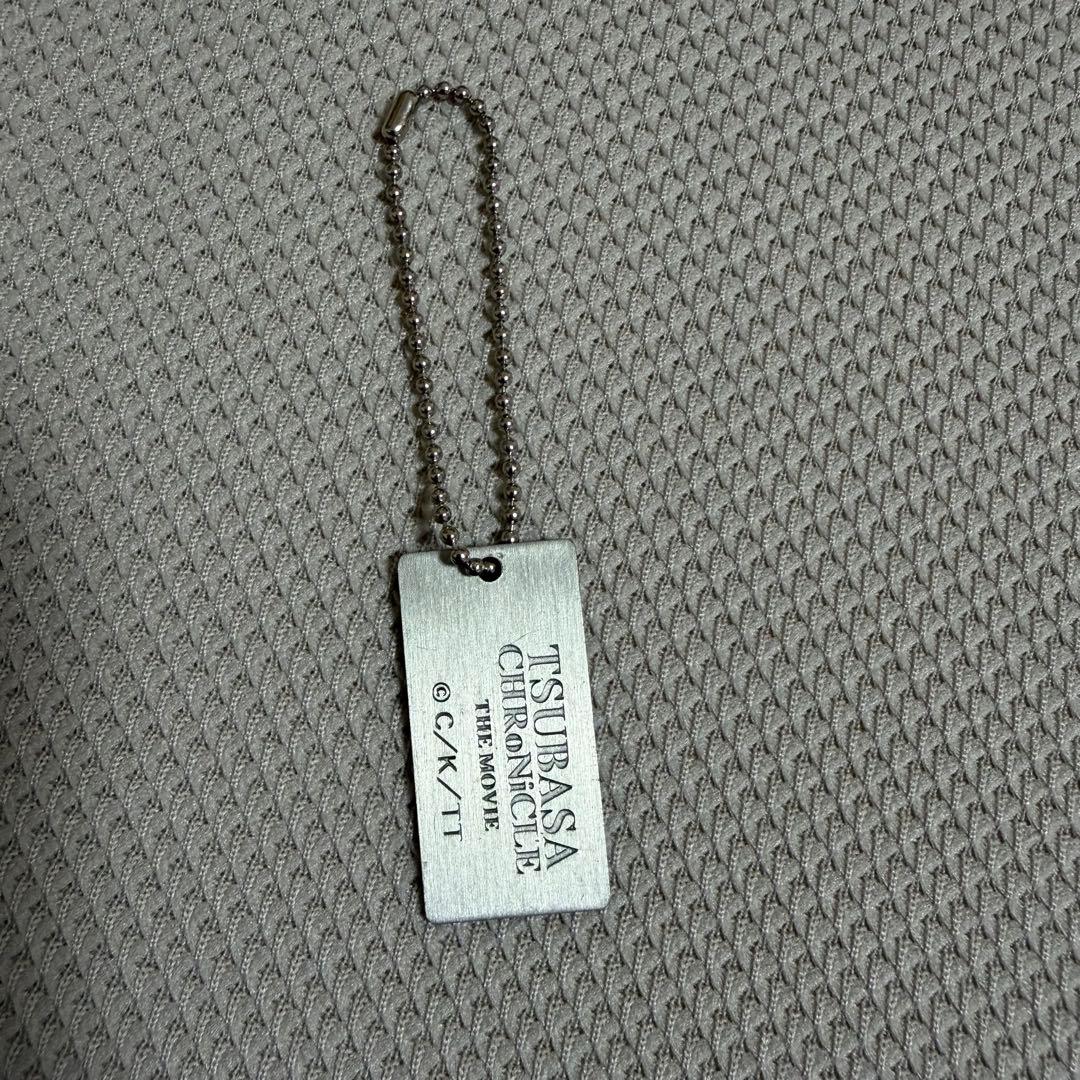 TSUBASA
CHRoNiCLE
THE MOVIE
©C/K/TT